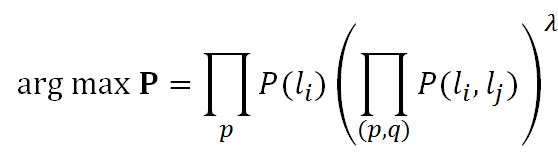 arg max P = ∏_p P(l_i) (∏_(p,q) P(l_i, l_j))^λ